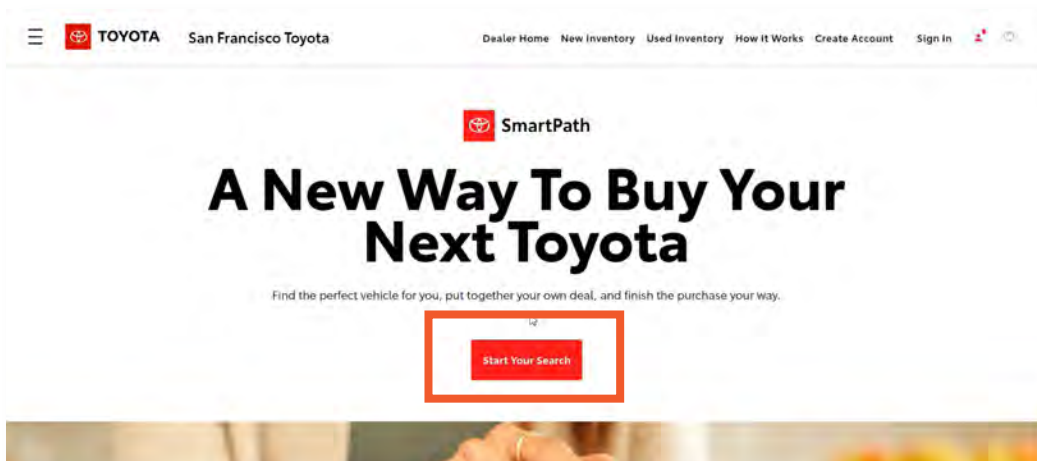 TOYOTA San Francisco Toyota Dealer Home New Inventory Used Inventory How It Works Create Account Sign In
SmartPath
A New Way To Buy Your
Next Toyota
Find the perfect vehicle for you, put together your own deal, and finish the purchase your way.
Start Your Search